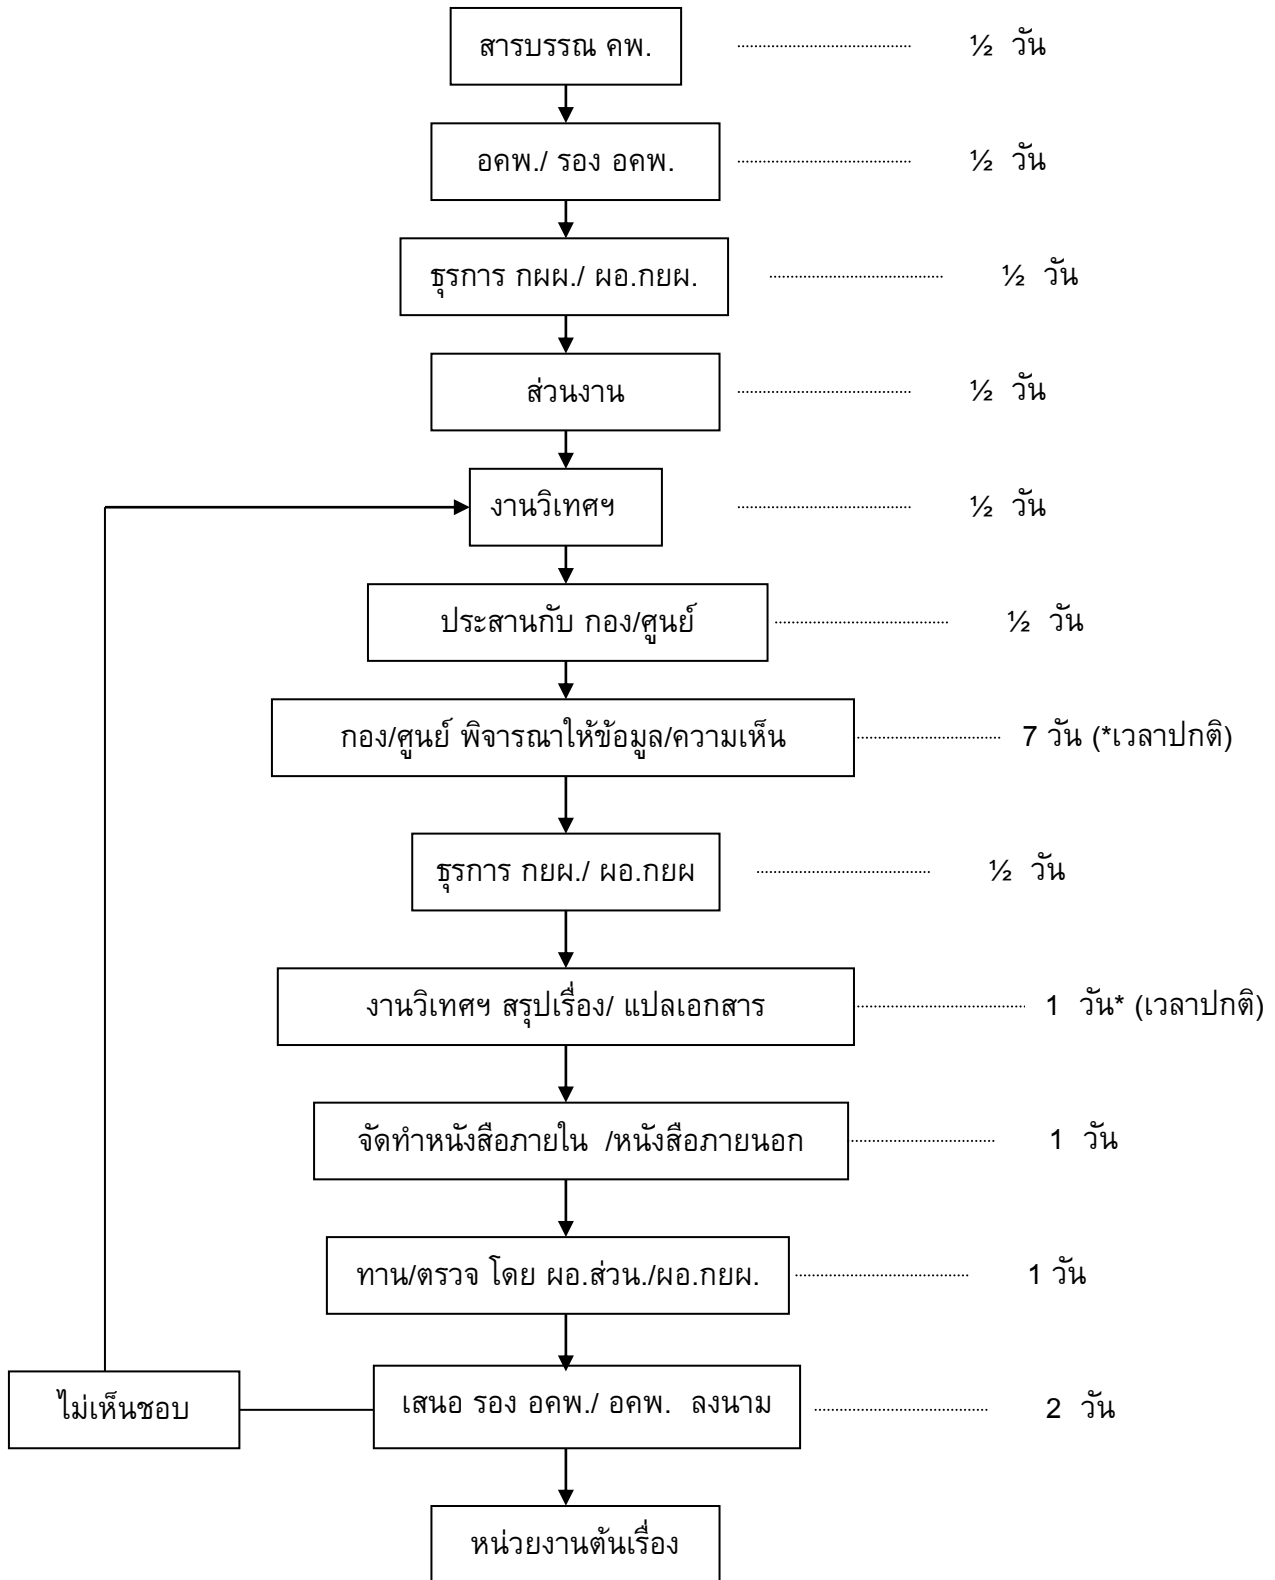 สารบรรณ คพ. ½ วัน
อคพ./ รอง อคพ. ½ วัน
ธุรการ กผผ./ ผอ.กยผ. ½ วัน
ส่วนงาน ½ วัน
งานวิเทศฯ ½ วัน
ประสานกับ กอง/ศูนย์ ½ วัน
กอง/ศูนย์ พิจารณาให้ข้อมูล/ความเห็น 7 วัน (*เวลาปกติ)
ธุรการ กยผ./ ผอ.กยผ ½ วัน
งานวิเทศฯ สรุปเรื่อง/ แปลเอกสาร 1 วัน* (เวลาปกติ)
จัดทำหนังสือภายใน /หนังสือภายนอก 1 วัน
ทาน/ตรวจ โดย ผอ.ส่วน./ผอ.กยผ. 1 วัน
ไม่เห็นชอบ เสนอ รอง อคพ./ อคพ. ลงนาม 2 วัน
หน่วยงานต้นเรื่อง